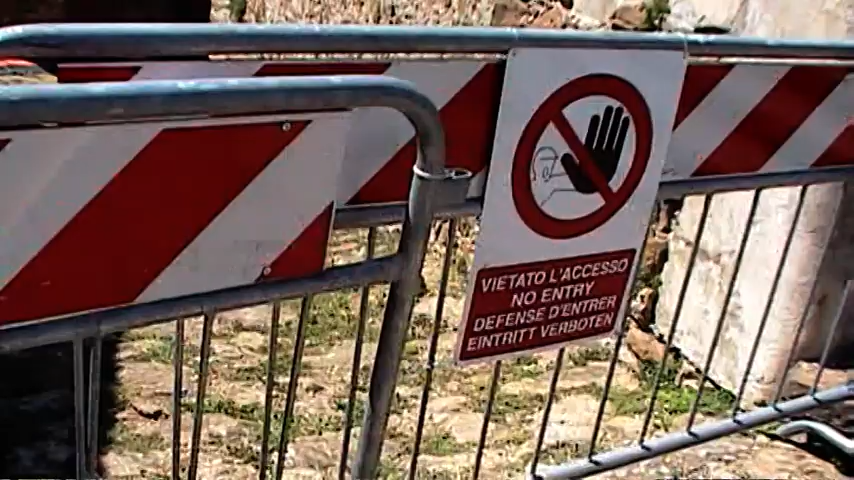 VIETATO L'ACCESSO
NO ENTRY
DEFENSE D'ENTRER
EINTRITT VERBOTEN